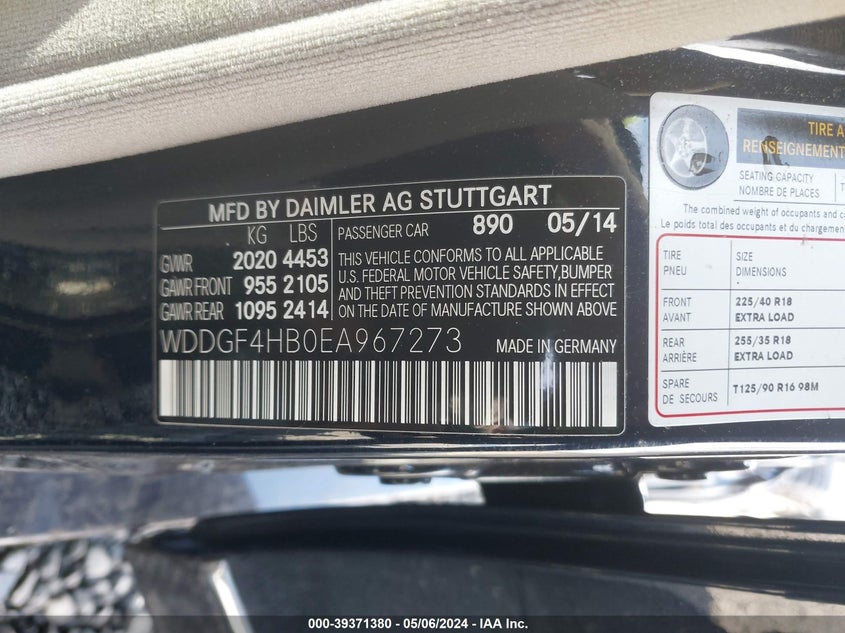 MFD BY DAIMLER AG STUTTGART
KG LBS
GVWR 2020 4453
GAWR FRONT 955 2105
GAWR REAR 1095 2414
PASSENGER CAR 890 05/14
THIS VEHICLE CONFORMS TO ALL APPLICABLE
U.S. FEDERAL MOTOR VEHICLE SAFETY,BUMPER
AND THEFT PREVENTION STANDARDS IN EFFECT
ON THE DATE OF MANUFACTURE SHOWN ABOVE
WDDGF4HB0EA967273 MADE IN GERMANY
TIRE
RENSEIGNEMENT
SEATING CAPACITY
NOMBRE DE PLACES
The combined weight of occupants and
Le poids total des occupants et du
TIRE SIZE
PNEU DIMENSIONS
FRONT 225/40 R18
AVANT EXTRA LOAD
REAR 255/35 R18
ARRIÈRE EXTRA LOAD
SPARE T125/90 R16 98M
DE SECOURS
000-39371380 - 05/06/2024 - IAA Inc.